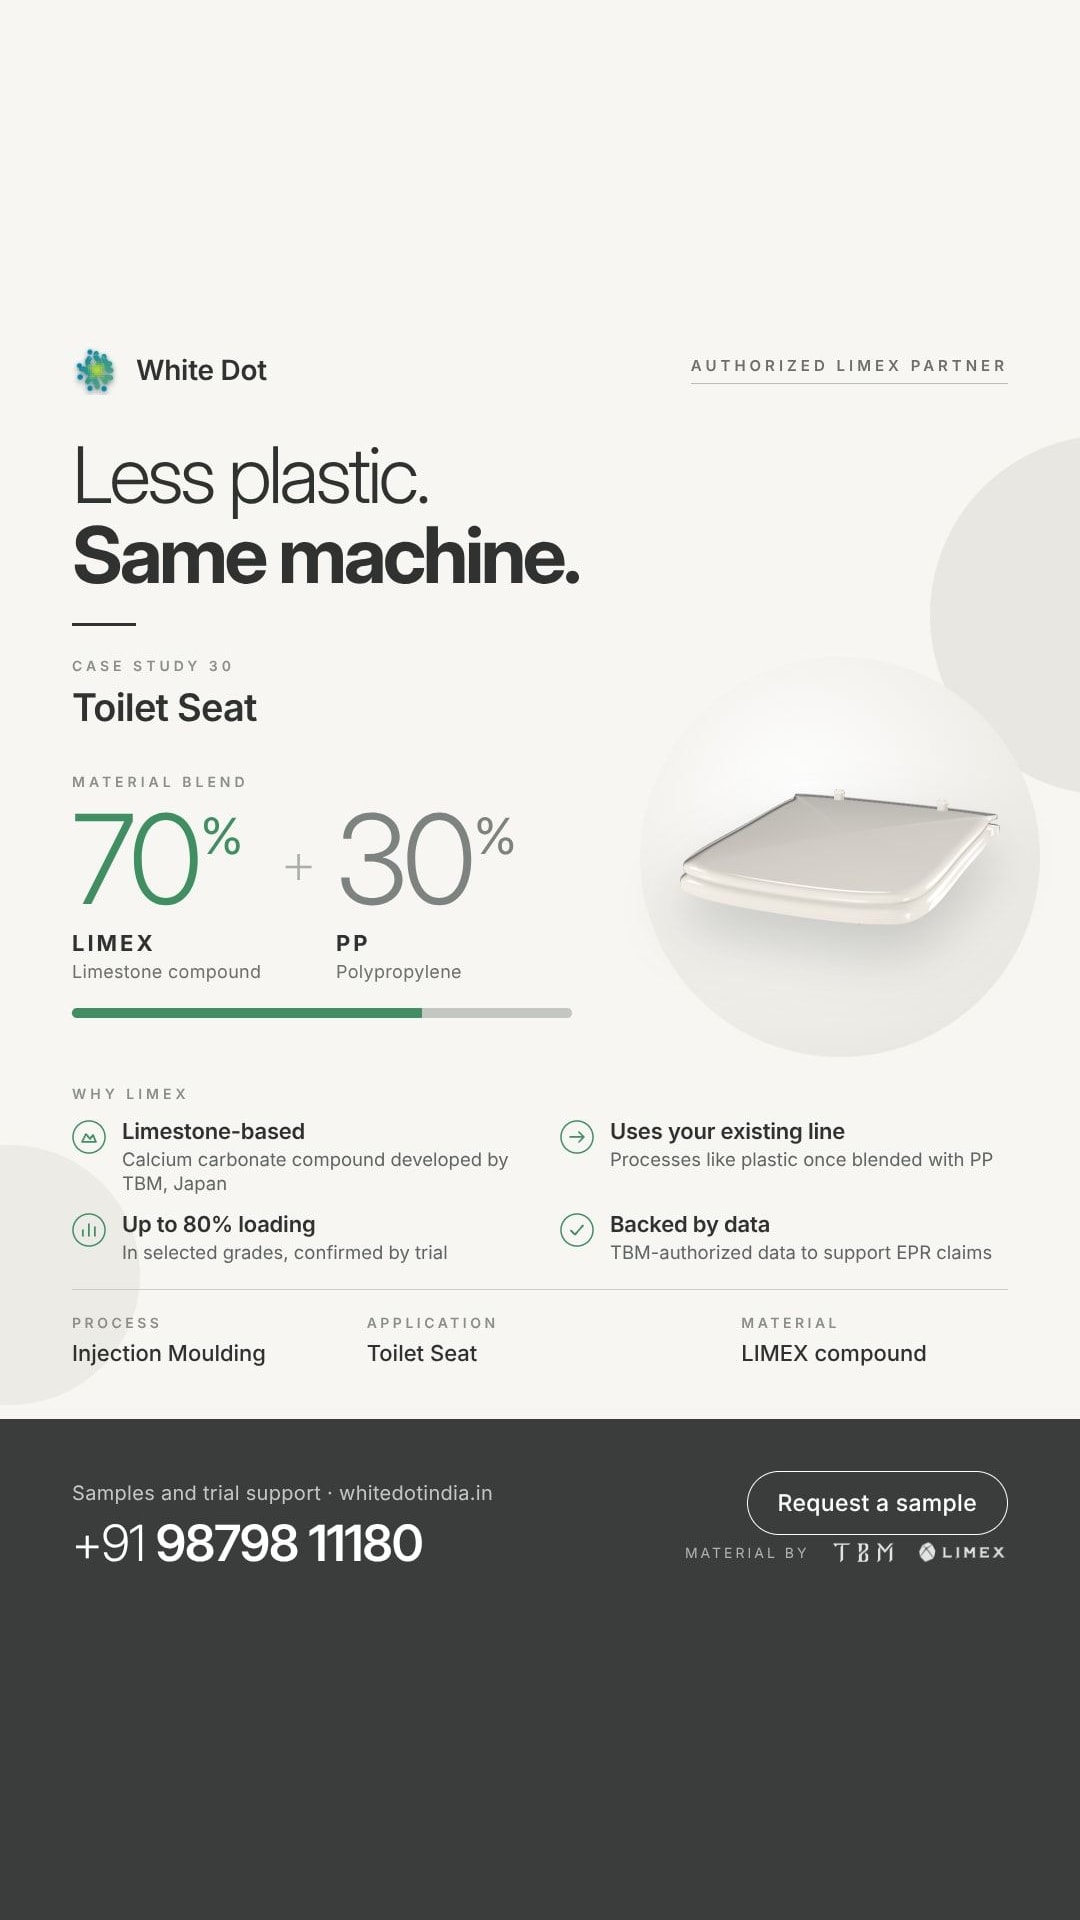 White Dot
AUTHORIZED LIMEX PARTNER
Less plastic.
Same machine.
CASE STUDY 30
Toilet Seat
MATERIAL BLEND
70% + 30%
LIMEX PP
Limestone compound Polypropylene
WHY LIMEX
Limestone-based
Calcium carbonate compound developed by
TBM, Japan
Uses your existing line
Processes like plastic once blended with PP
Up to 80% loading
In selected grades, confirmed by trial
Backed by data
TBM-authorized data to support EPR claims
PROCESS
Injection Moulding
APPLICATION
Toilet Seat
MATERIAL
LIMEX compound
Samples and trial support · whitedotindia.in
+91 98798 11180
Request a sample
MATERIAL BY TBM LIMEX